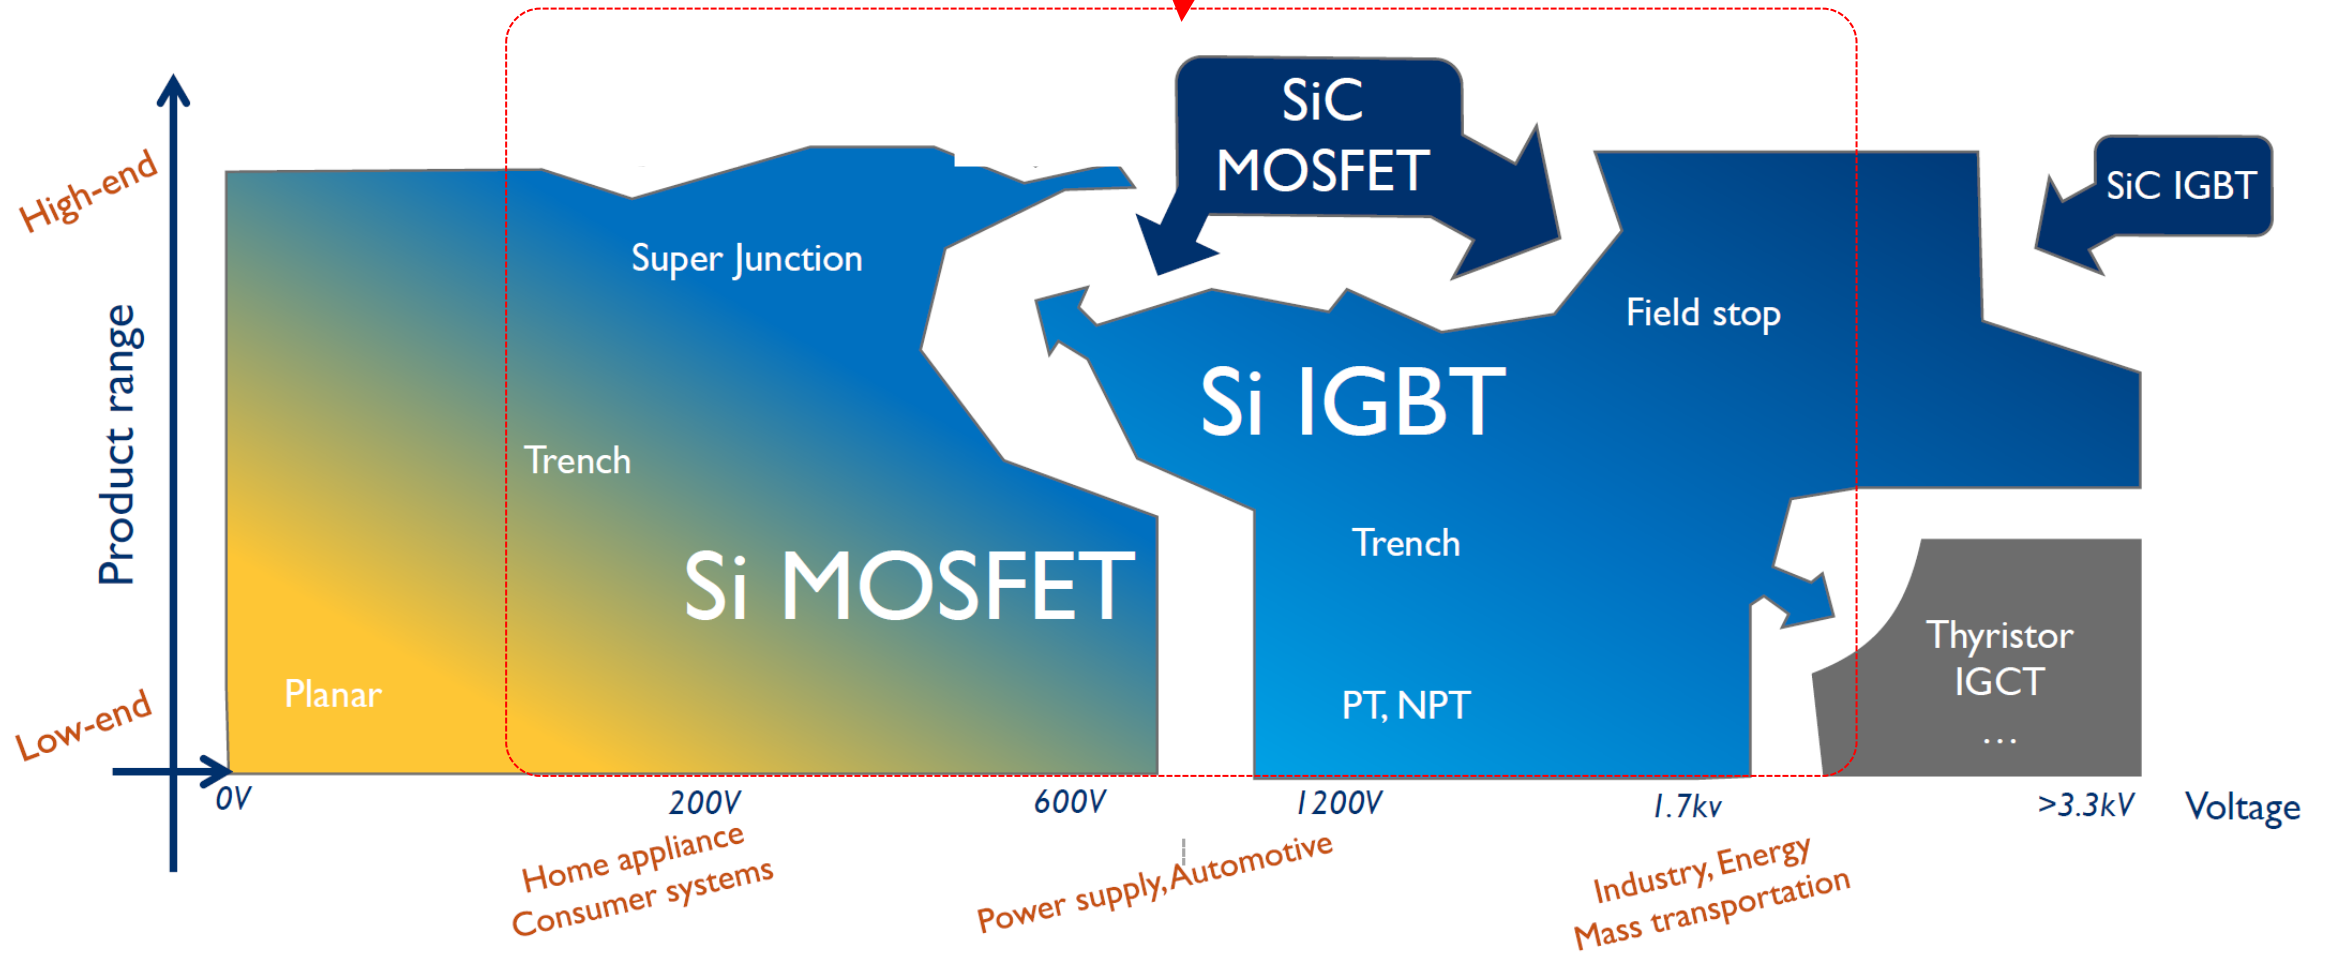 SiC
MOSFET
SiC IGBT
High-end
Super Junction
Field stop
Product range
Si IGBT
Trench
Trench
Si MOSFET
Thyristor
IGCT
...
Planar
PT, NPT
Low-end
0V
200V
600V
1200V
1.7kv
>3.3kV
Voltage
Home appliance
Consumer systems
Power supply, Automotive
Industry, Energy
Mass transportation